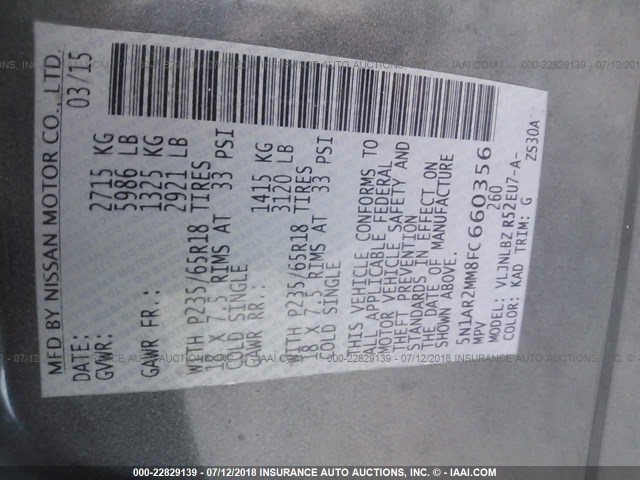 MFD BY NISSAN MOTOR CO., LTD.
DATE: 03/15
GVWR: 2715 KG
5986 LB
GAWR FR.: 1325 KG
2921 LB
WITH P235/65R18 TIRES
18 X 7.5 RIMS AT 33 PSI
COLD SINGLE
GAWR RR.: 1415 KG
3120 LB
WITH P235/65R18 TIRES
18 X 7.5 RIMS AT 33 PSI
COLD SINGLE
THIS VEHICLE CONFORMS TO
ALL APPLICABLE FEDERAL
MOTOR VEHICLE SAFETY AND
THEFT PREVENTION
STANDARDS IN EFFECT ON
THE DATE OF MANUFACTURE
SHOWN ABOVE.
5N1AR2MM8FC660356
MPV 260
MODEL: VLJNLBZ R52EU7-A-
COLOR: KAD TRIM: G ZS30A
000-22829139 - 07/12/2018 INSURANCE AUTO AUCTIONS, INC. - © IAAI.COM